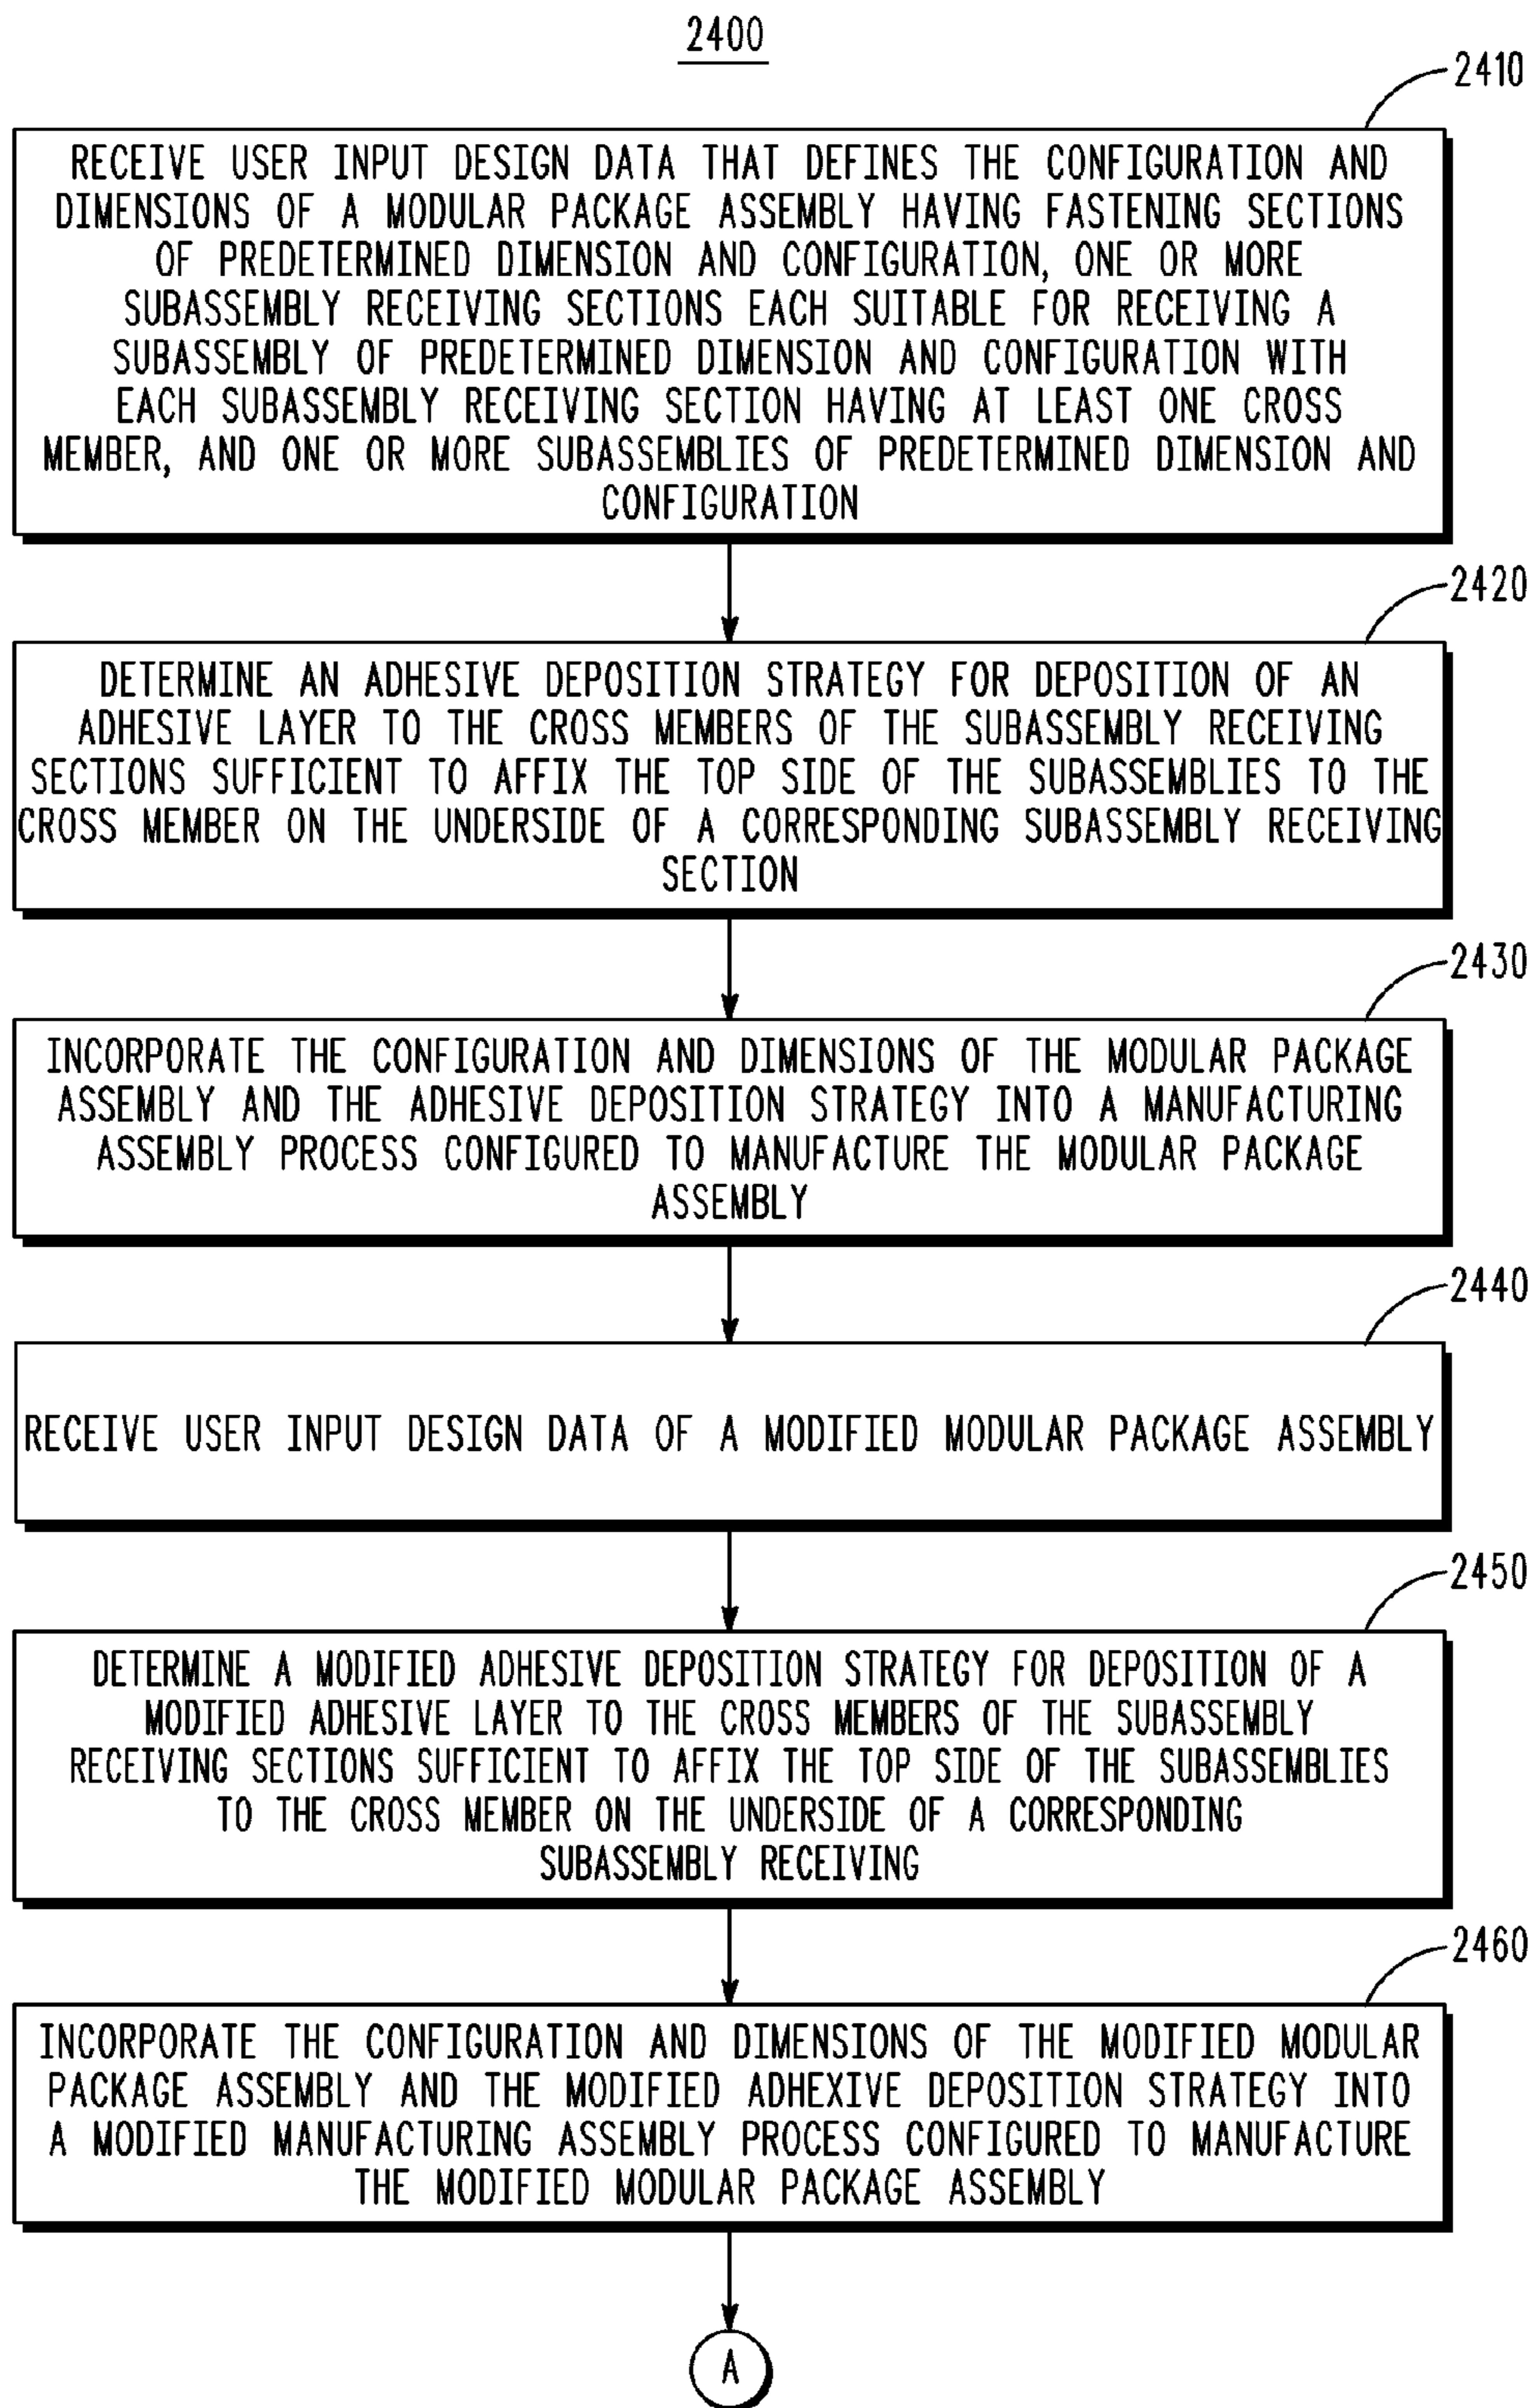 2400
2410
RECEIVE USER INPUT DESIGN DATA THAT DEFINES THE CONFIGURATION AND
DIMENSIONS OF A MODULAR PACKAGE ASSEMBLY HAVING FASTENING SECTIONS
OF PREDETERMINED DIMENSION AND CONFIGURATION, ONE OR MORE
SUBASSEMBLY RECEIVING SECTIONS EACH SUITABLE FOR RECEIVING A
SUBASSEMBLY OF PREDETERMINED DIMENSION AND CONFIGURATION WITH
EACH SUBASSEMBLY RECEIVING SECTION HAVING AT LEAST ONE CROSS
MEMBER, AND ONE OR MORE SUBASSEMBLIES OF PREDETERMINED DIMENSION AND
CONFIGURATION
2420
DETERMINE AN ADHESIVE DEPOSITION STRATEGY FOR DEPOSITION OF AN
ADHESIVE LAYER TO THE CROSS MEMBERS OF THE SUBASSEMBLY RECEIVING
SECTIONS SUFFICIENT TO AFFIX THE TOP SIDE OF THE SUBASSEMBLIES TO THE
CROSS MEMBER ON THE UNDERSIDE OF A CORRESPONDING SUBASSEMBLY RECEIVING
SECTION
2430
INCORPORATE THE CONFIGURATION AND DIMENSIONS OF THE MODULAR PACKAGE
ASSEMBLY AND THE ADHESIVE DEPOSITION STRATEGY INTO A MANUFACTURING
ASSEMBLY PROCESS CONFIGURED TO MANUFACTURE THE MODULAR PACKAGE
ASSEMBLY
2440
RECEIVE USER INPUT DESIGN DATA OF A MODIFIED MODULAR PACKAGE ASSEMBLY
2450
DETERMINE A MODIFIED ADHESIVE DEPOSITION STRATEGY FOR DEPOSITION OF A
MODIFIED ADHESIVE LAYER TO THE CROSS MEMBERS OF THE SUBASSEMBLY
RECEIVING SECTIONS SUFFICIENT TO AFFIX THE TOP SIDE OF THE SUBASSEMBLIES
TO THE CROSS MEMBER ON THE UNDERSIDE OF A CORRESPONDING
SUBASSEMBLY RECEIVING
2460
INCORPORATE THE CONFIGURATION AND DIMENSIONS OF THE MODIFIED MODULAR
PACKAGE ASSEMBLY AND THE MODIFIED ADHEXIVE DEPOSITION STRATEGY INTO
A MODIFIED MANUFACTURING ASSEMBLY PROCESS CONFIGURED TO MANUFACTURE
THE MODIFIED MODULAR PACKAGE ASSEMBLY
A